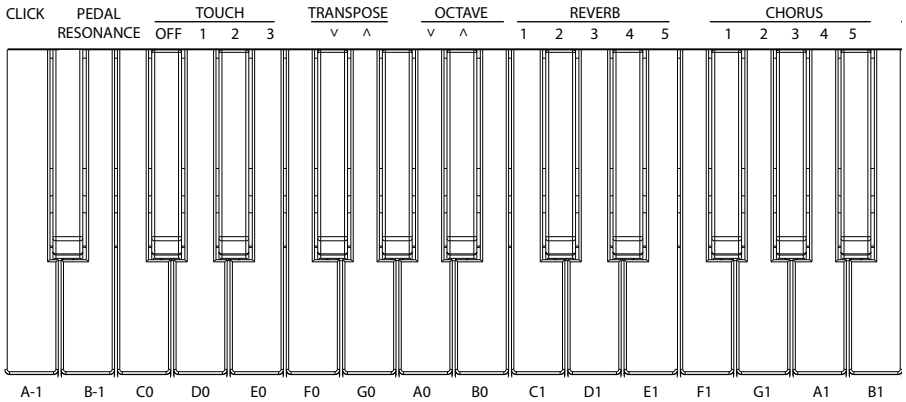 CLICK PEDAL TOUCH TRANSPOSE OCTAVE REVERB CHORUS
RESONANCE OFF 1 2 3 ˅ ˄ ˅ ˄ 1 2 3 4 5 1 2 3 4 5
A-1 B-1 C0 D0 E0 F0 G0 A0 B0 C1 D1 E1 F1 G1 A1 B1